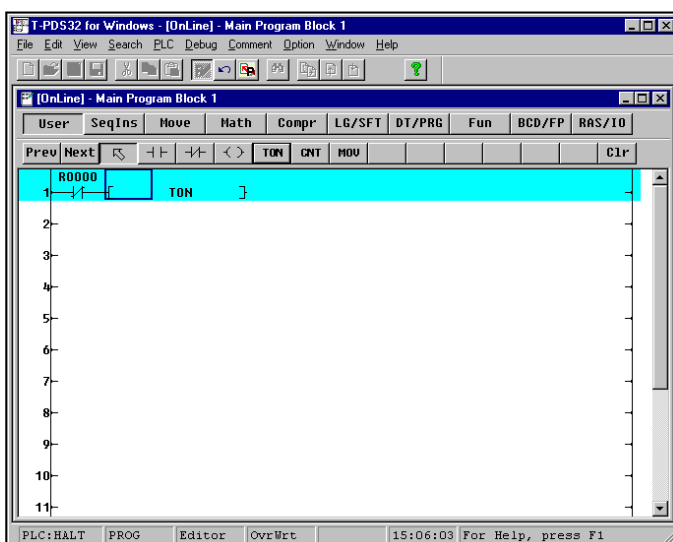 T-PDS32 for Windows - [OnLine] - Main Program Block 1
File Edit View Search PLC Debug Comment Option Window Help
[OnLine] - Main Program Block 1
User SeqIns Move Math Compr LG/SFT DT/PRG Fun BCD/FP RAS/IO
Prev Next TON CNT MOV Clr
R0000
1 TON
2
3
4
5
6
7
8
9
10
11
PLC:HALT PROG Editor OvrWrt 15:06:03 For Help, press F1